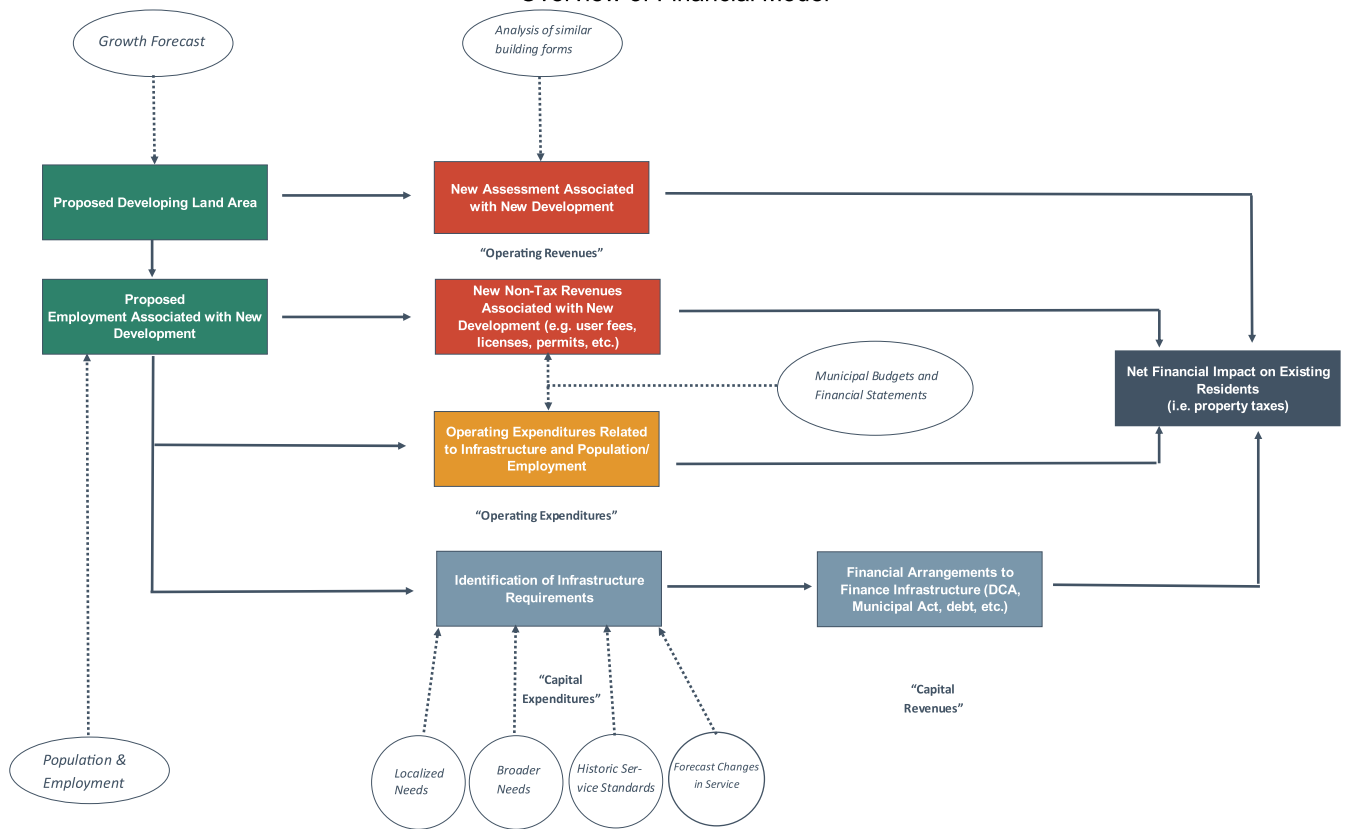 Overview of Financial Model
Growth Forecast
Analysis of similar
building forms
Proposed Developing Land Area
New Assessment Associated
with New Development
“Operating Revenues”
Proposed
Employment Associated with New
Development
New Non-Tax Revenues
Associated with New
Development (e.g. user fees,
licenses, permits, etc.)
Municipal Budgets and
Financial Statements
Net Financial Impact on Existing
Residents
(i.e. property taxes)
Operating Expenditures Related
to Infrastructure and Population/
Employment
“Operating Expenditures”
Identification of Infrastructure
Requirements
Financial Arrangements to
Finance Infrastructure (DCA,
Municipal Act, debt, etc.)
“Capital
Expenditures”
“Capital
Revenues”
Population &
Employment
Localized
Needs
Broader
Needs
Historic Ser-
vice Standards
Forecast Changes
in Service